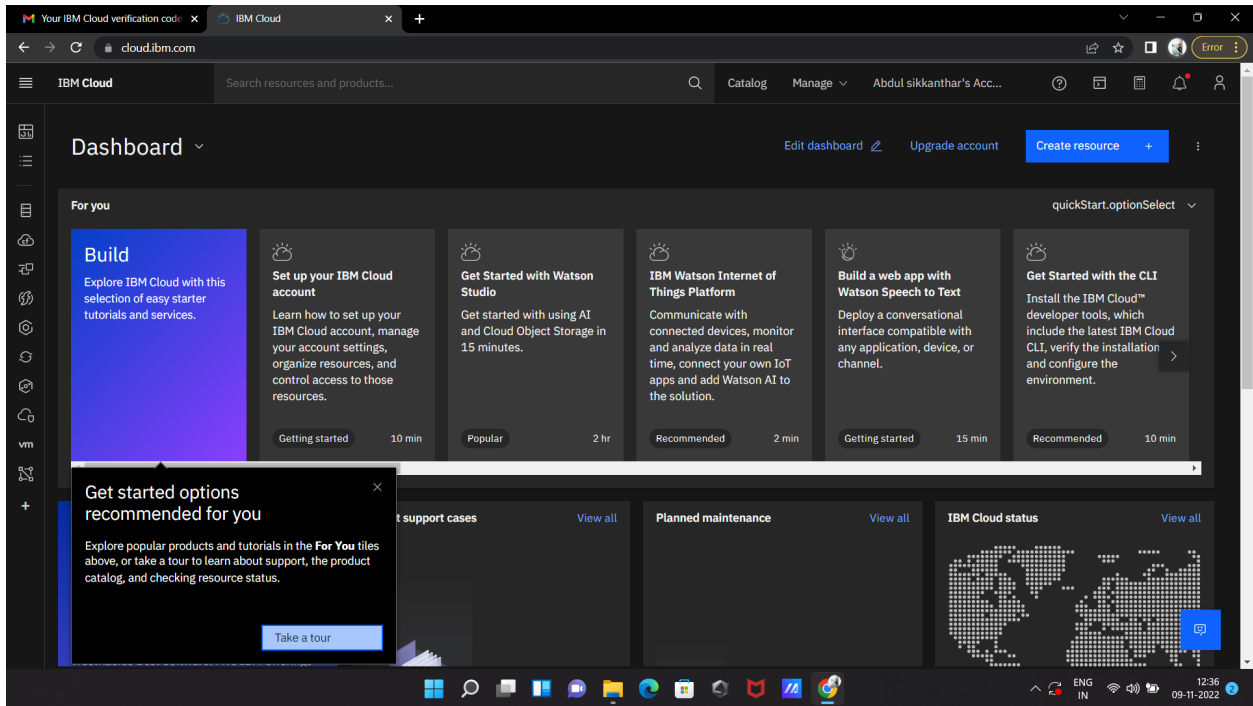 Your IBM Cloud verification code
IBM Cloud
cloud.ibm.com
Error
IBM Cloud
Search resources and products...
Catalog
Manage
Abdul sikkanthar's Acc...
Dashboard
Edit dashboard
Upgrade account
Create resource +
For you
quickStart.optionSelect
Build
Explore IBM Cloud with this
selection of easy starter
tutorials and services.
Set up your IBM Cloud
account
Learn how to set up your
IBM Cloud account, manage
your account settings,
organize resources, and
control access to those
resources.
Getting started 10 min
Get Started with Watson
Studio
Get started with using AI
and Cloud Object Storage in
15 minutes.
Popular 2 hr
IBM Watson Internet of
Things Platform
Communicate with
connected devices, monitor
and analyze data in real
time, connect your own IoT
apps and add Watson AI to
the solution.
Recommended 2 min
Build a web app with
Watson Speech to Text
Deploy a conversational
interface compatible with
any application, device, or
channel.
Getting started 15 min
Get Started with the CLI
Install the IBM Cloud™
developer tools, which
include the latest IBM Cloud
CLI, verify the installation
and configure the
environment.
Recommended 10 min
vm
Get started options
recommended for you
Explore popular products and tutorials in the For You tiles
above, or take a tour to learn about support, the product
catalog, and checking resource status.
Take a tour
t support cases
View all
Planned maintenance
View all
IBM Cloud status
View all
ENG
IN
12:36
09-11-2022
2